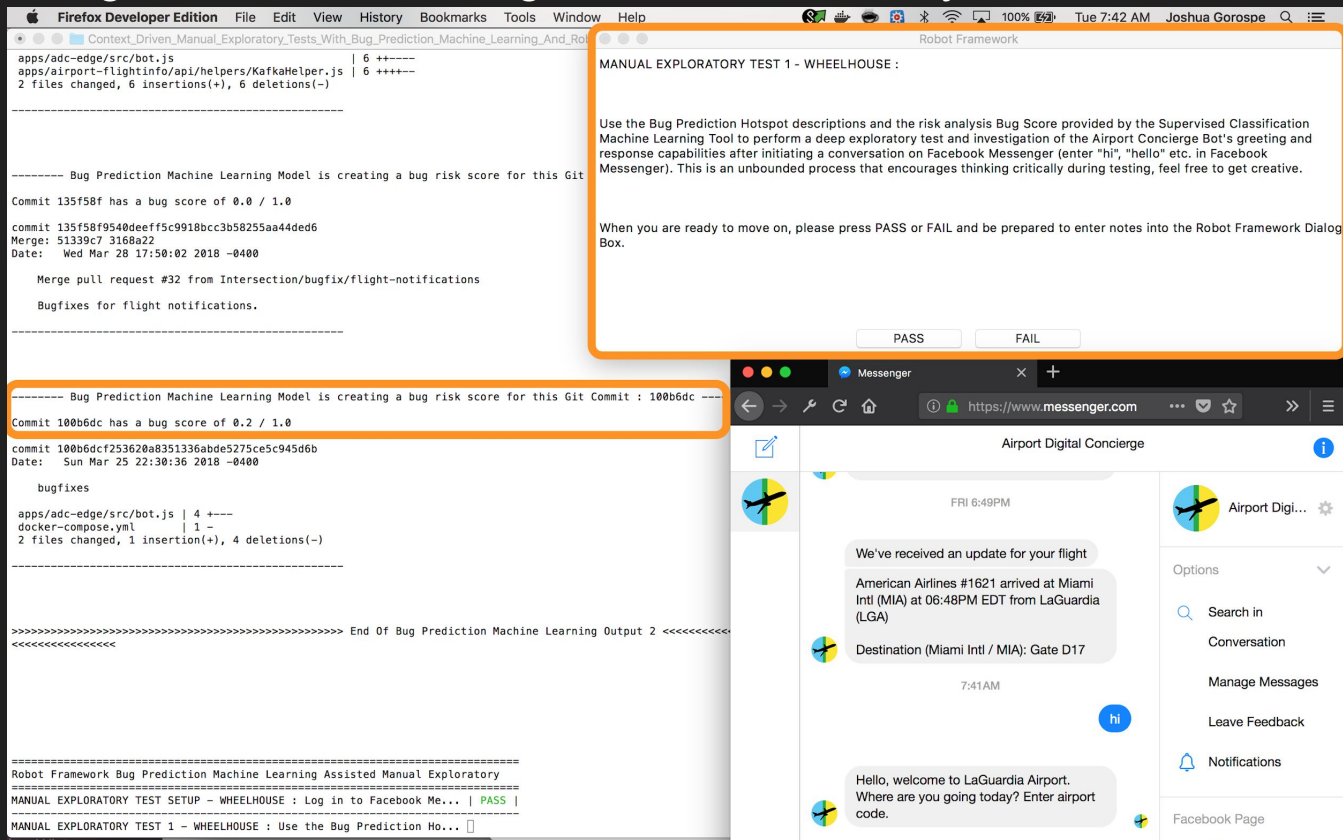 Firefox Developer Edition File Edit View History Bookmarks Tools Window Help 100% Tue 7:42 AM Joshua Gorospe
Context_Driven_Manual_Exploratory_Tests_With_Bug_Prediction_Machine_Learning_And_Rob
apps/adc-edge/src/bot.js | 6 ++----
apps/airport-flightinfo/api/helpers/KafkaHelper.js | 6 ++++--
2 files changed, 6 insertions(+), 6 deletions(-)
--------------------------------------------------
-------- Bug Prediction Machine Learning Model is creating a bug risk score for this Git
Commit 135f58f has a bug score of 0.0 / 1.0
commit 135f58f9540deeff5c9918bcc3b58255aa44ded6
Merge: 51339c7 3168a22
Date: Wed Mar 28 17:50:02 2018 -0400
Merge pull request #32 from Intersection/bugfix/flight-notifications
Bugfixes for flight notifications.
--------------------------------------------------
-------- Bug Prediction Machine Learning Model is creating a bug risk score for this Git Commit : 100b6dc ---
Commit 100b6dc has a bug score of 0.2 / 1.0
commit 100b6dcf253620a8351336abde5275ce5c945d6b
Date: Sun Mar 25 22:30:36 2018 -0400
bugfixes
apps/adc-edge/src/bot.js | 4 +---
docker-compose.yml | 1 -
2 files changed, 1 insertion(+), 4 deletions(-)
--------------------------------------------------
>>>>>>>>>>>>>>>>>>>>>>>>>>>>>>>>>>>>>>>>>>>>>>>>>> End Of Bug Prediction Machine Learning Output 2 <<<<<<<<<<<
<<<<<<<<<<<<<<<<
==============================================================================
Robot Framework Bug Prediction Machine Learning Assisted Manual Exploratory
==============================================================================
MANUAL EXPLORATORY TEST SETUP - WHEELHOUSE : Log in to Facebook Me... | PASS |
------------------------------------------------------------------------------
MANUAL EXPLORATORY TEST 1 - WHEELHOUSE : Use the Bug Prediction Ho...
Robot Framework
MANUAL EXPLORATORY TEST 1 - WHEELHOUSE :
Use the Bug Prediction Hotspot descriptions and the risk analysis Bug Score provided by the Supervised Classification
Machine Learning Tool to perform a deep exploratory test and investigation of the Airport Concierge Bot's greeting and
response capabilities after initiating a conversation on Facebook Messenger (enter "hi", "hello" etc. in Facebook
Messenger). This is an unbounded process that encourages thinking critically during testing, feel free to get creative.
When you are ready to move on, please press PASS or FAIL and be prepared to enter notes into the Robot Framework Dialog
Box.
PASS FAIL
Messenger
https://www.messenger.com
Airport Digital Concierge
FRI 6:49PM
We've received an update for your flight
American Airlines #1621 arrived at Miami
Intl (MIA) at 06:48PM EDT from LaGuardia
(LGA)
Destination (Miami Intl / MIA): Gate D17
7:41AM
hi
Hello, welcome to LaGuardia Airport.
Where are you going today? Enter airport
code.
Airport Digi...
Options
Search in
Conversation
Manage Messages
Leave Feedback
Notifications
Facebook Page